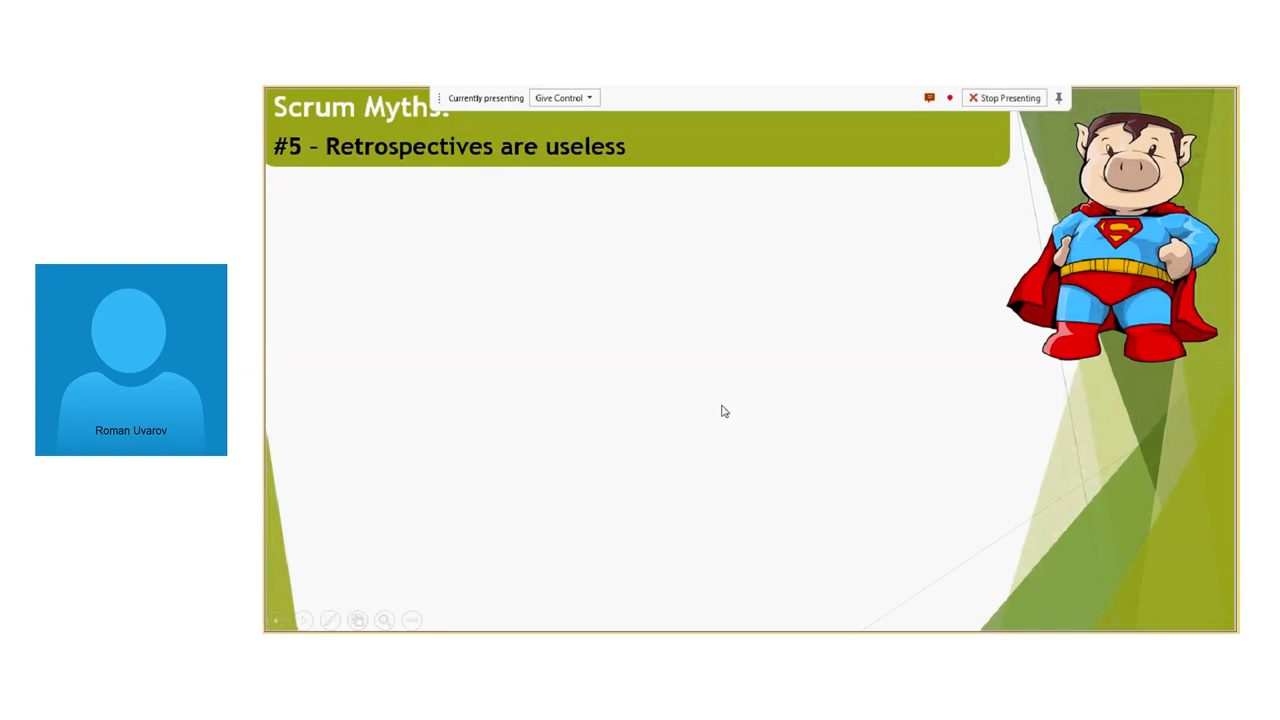 Currently presenting Give Control Stop Presenting
Scrum Myths:
#5 – Retrospectives are useless
S
Roman Uvarov